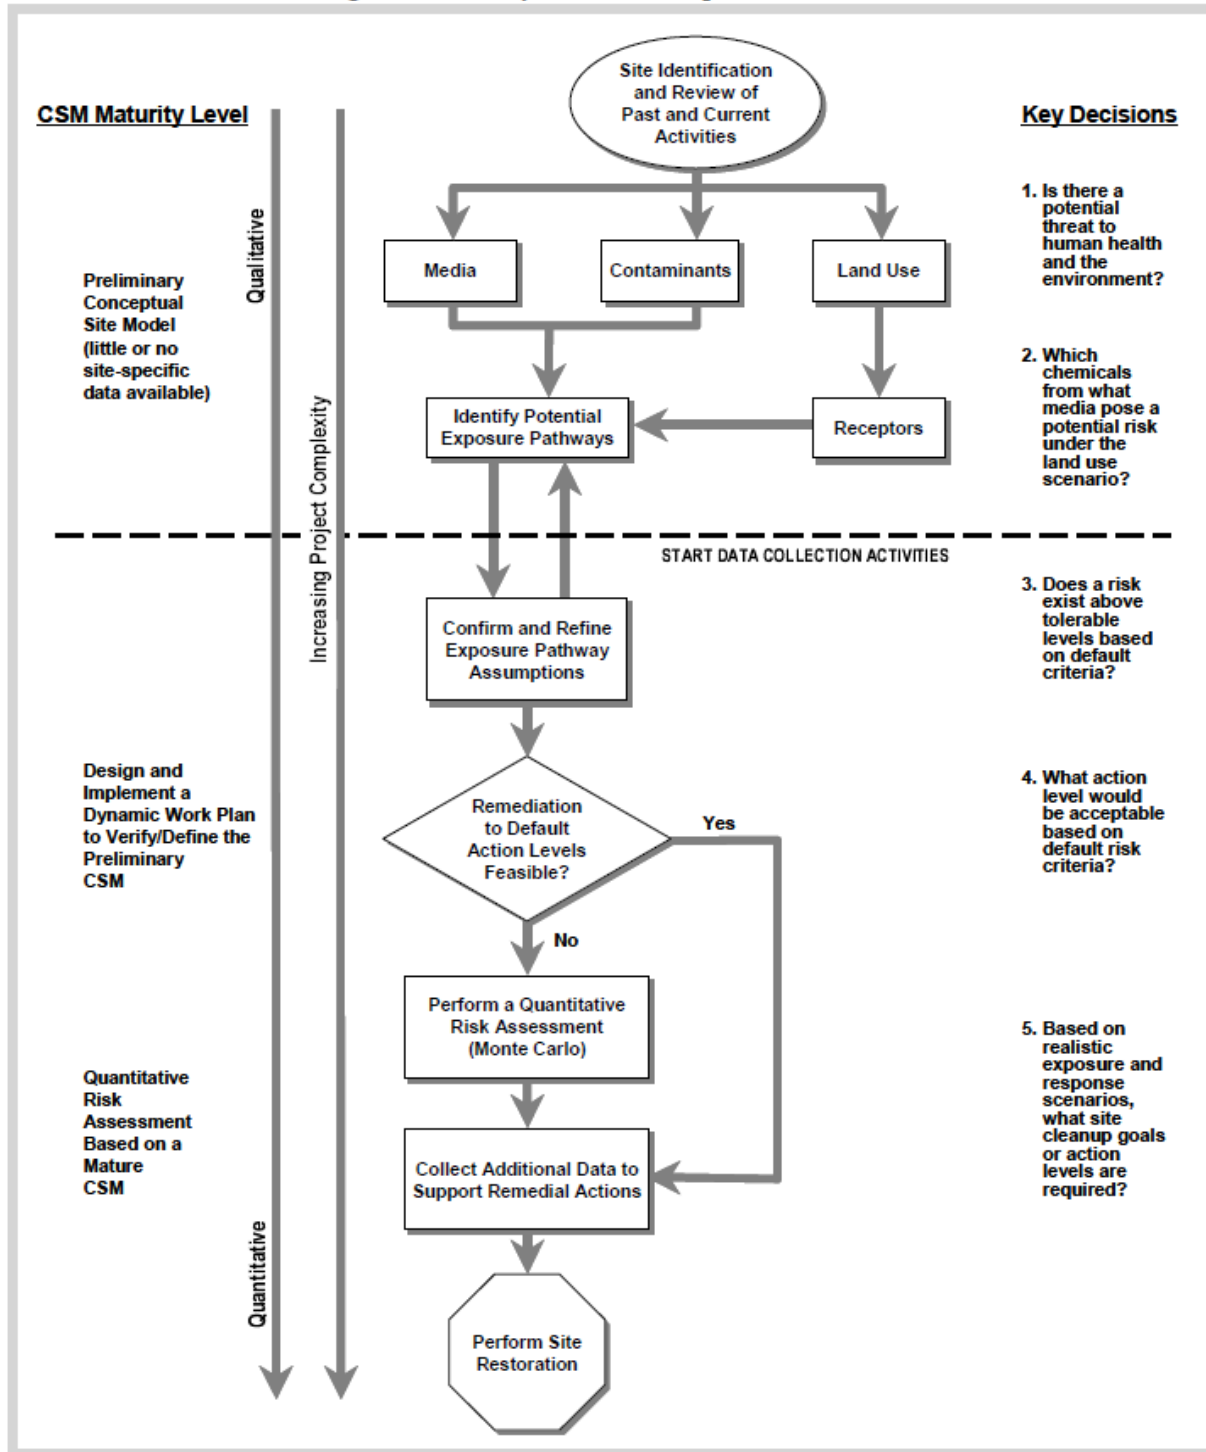 Site Identification
and Review of
Past and Current
Activities
CSM Maturity Level
Key Decisions
Qualitative
Increasing Project Complexity
Quantitative
Preliminary
Conceptual
Site Model
(little or no
site-specific
data available)
Media
Contaminants
Land Use
1. Is there a
potential
threat to
human health
and the
environment?
Identify Potential
Exposure Pathways
Receptors
2. Which
chemicals
from what
media pose a
potential risk
under the
land use
scenario?
START DATA COLLECTION ACTIVITIES
Confirm and Refine
Exposure Pathway
Assumptions
3. Does a risk
exist above
tolerable
levels based
on default
criteria?
Design and
Implement a
Dynamic Work Plan
to Verify/Define the
Preliminary
CSM
Remediation
to Default
Action Levels
Feasible?
Yes
No
4. What action
level would
be acceptable
based on
default risk
criteria?
Perform a Quantitative
Risk Assessment
(Monte Carlo)
Quantitative
Risk
Assessment
Based on a
Mature
CSM
Collect Additional Data to
Support Remedial Actions
5. Based on
realistic
exposure and
response
scenarios,
what site
cleanup goals
or action
levels are
required?
Perform Site
Restoration